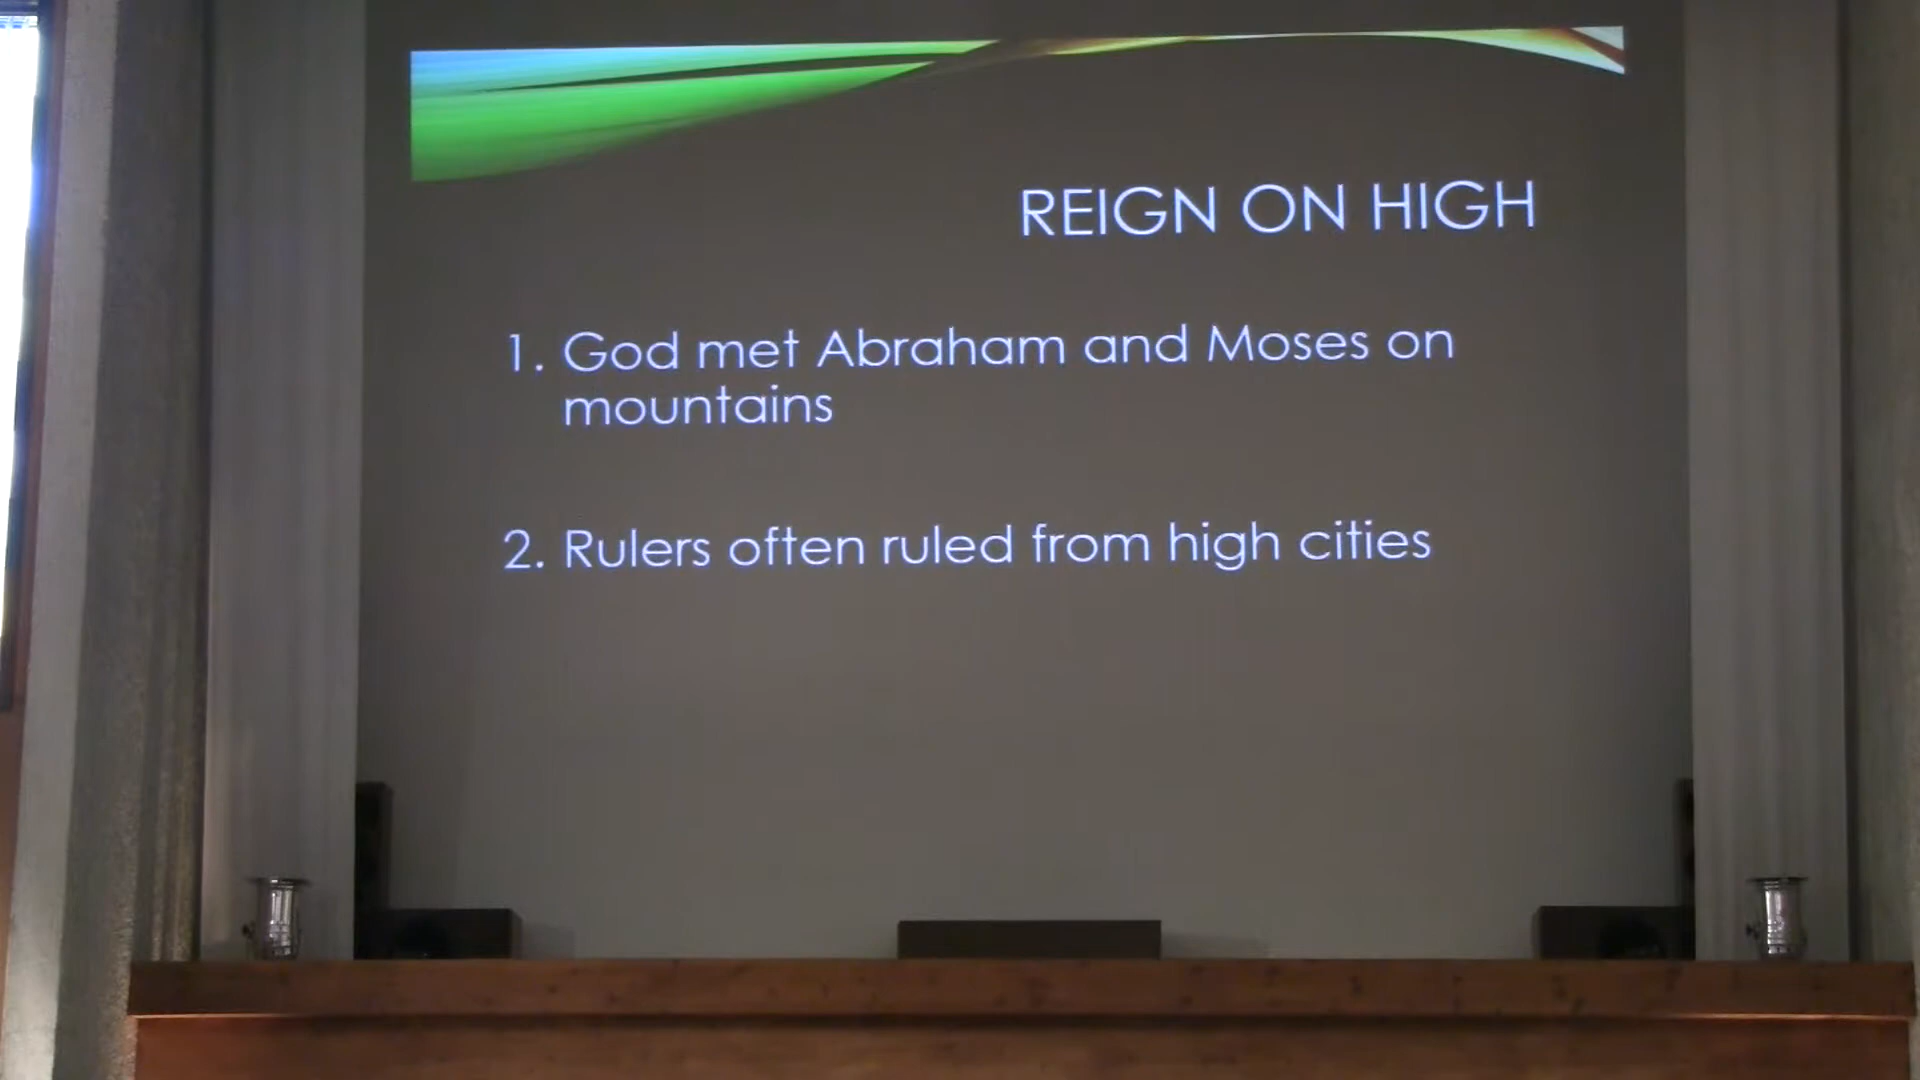 REIGN ON HIGH
1. God met Abraham and Moses on
mountains
2. Rulers often ruled from high cities